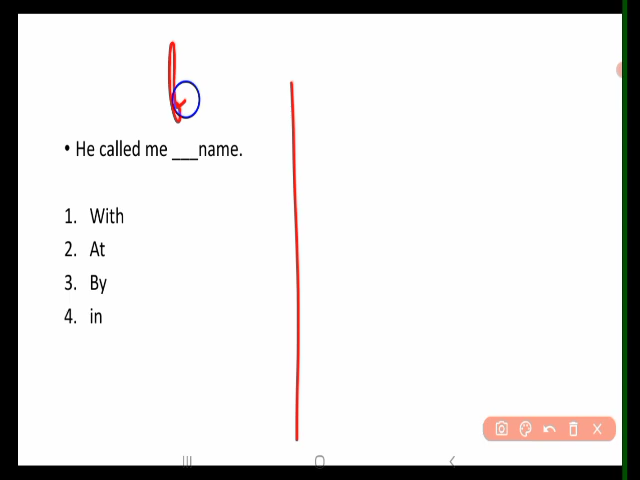 b
• He called me ___name.
1. With
2. At
3. By
4. in